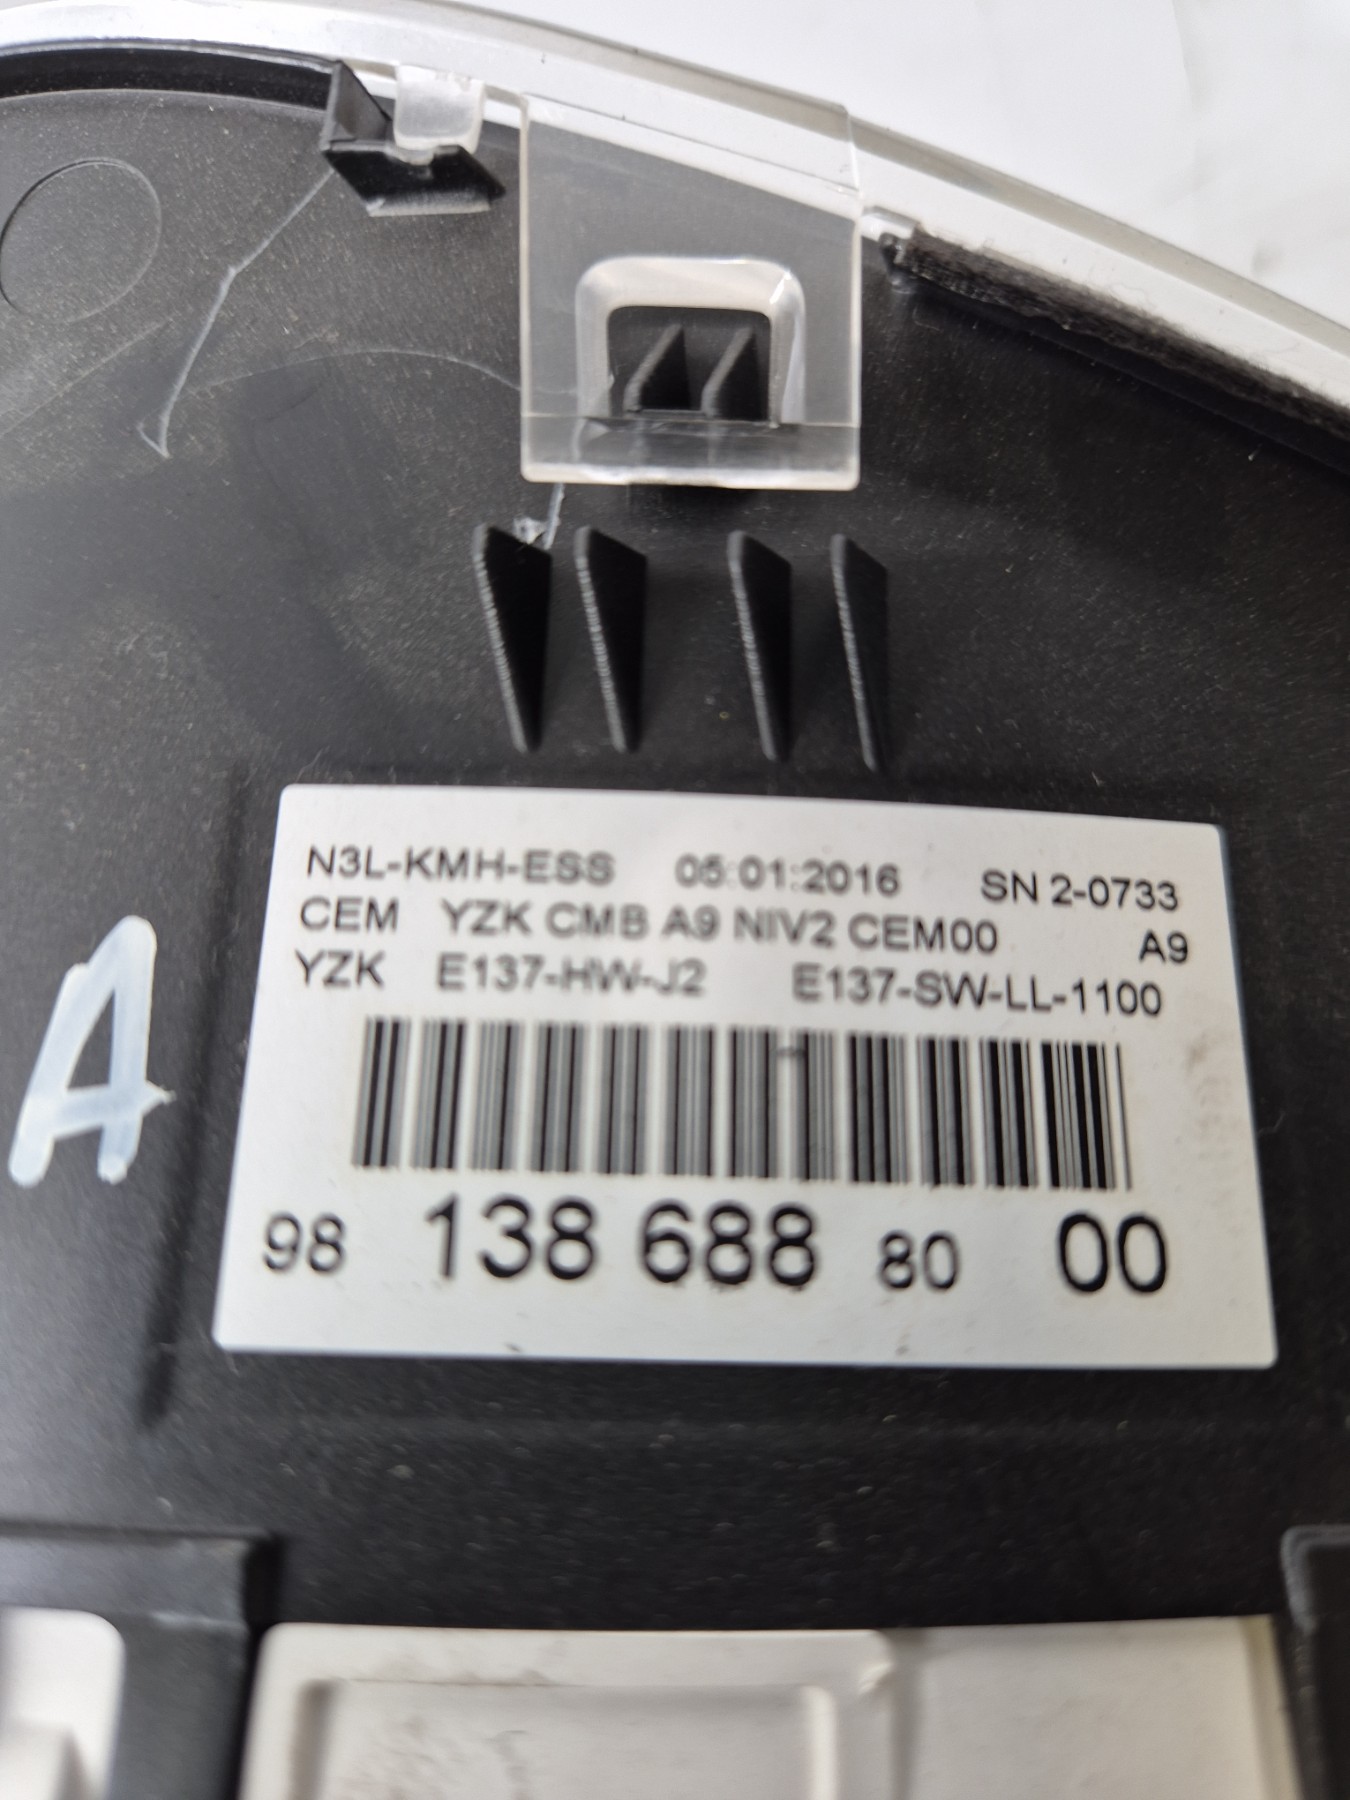 N3L-KMH-ESS 05:01:2016 SN 2-0733
CEM YZK CMB A9 NIV2 CEM00 A9
YZK E137-HW-J2 E137-SW-LL-1100
98 138 688 80 00
A